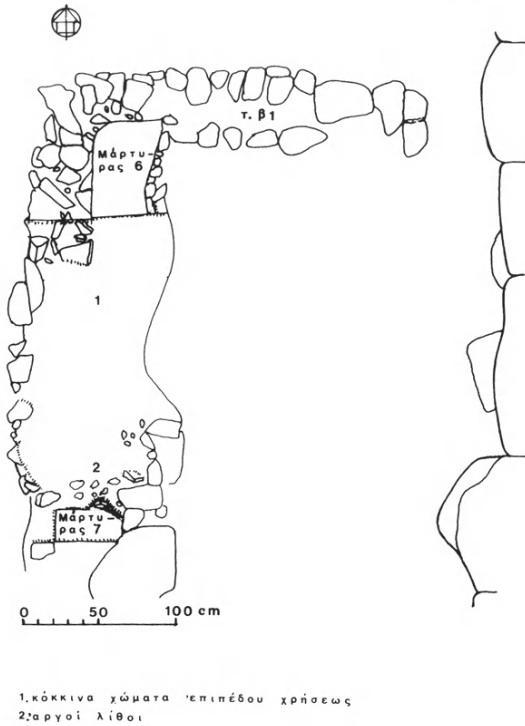 τ. β1
Μάρτυ-
ρας 6
1
2
Μάρτυ-
ρας 7
0 50 100 cm
1.κόκκινα χώματα 'επιπέδου χρήσεως
2.'αργοί λίθοι